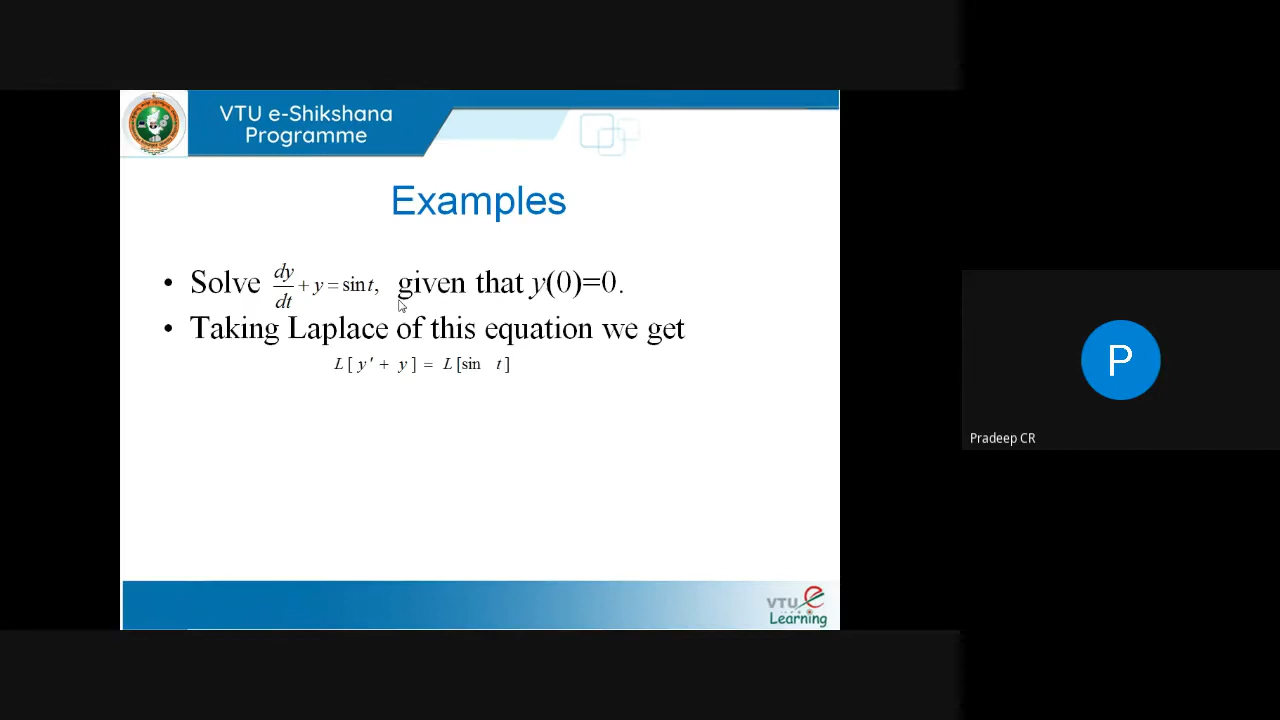 VTU e-Shikshana
Programme
Examples
• Solve dy/dt + y = sin t, given that y(0)=0.
• Taking Laplace of this equation we get
L [ y′ + y ] = L [sin t ]
P
Pradeep CR
VTU e
Learning